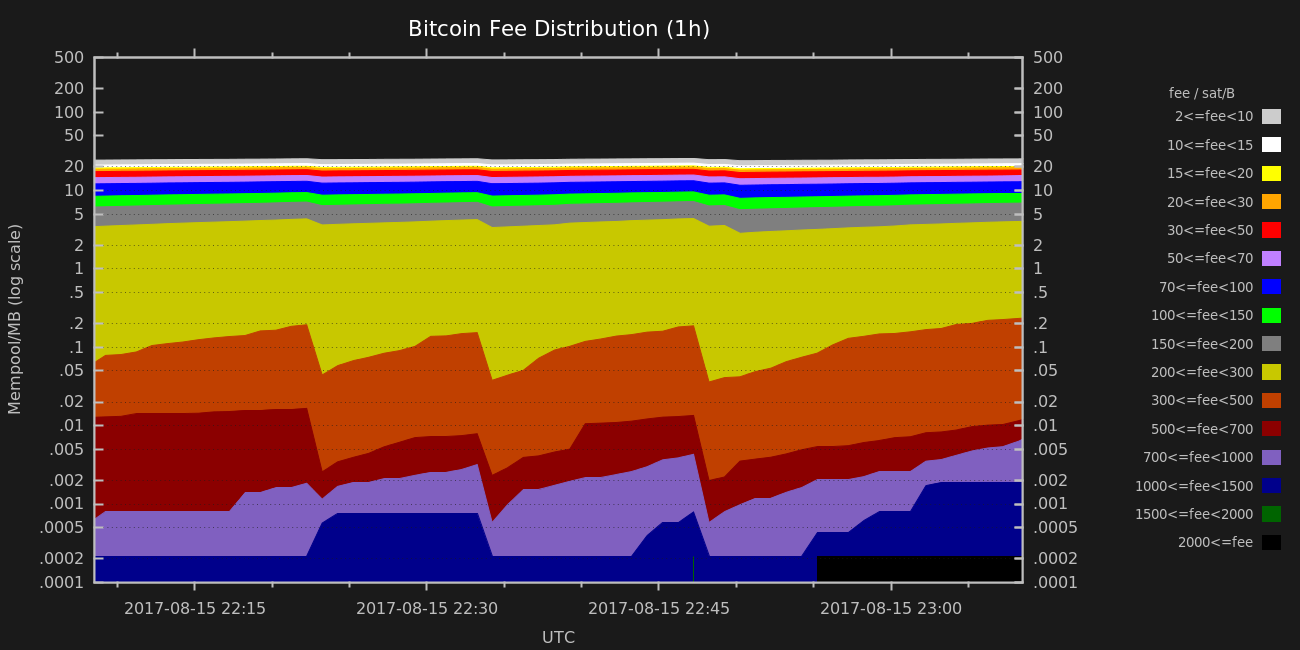 Bitcoin Fee Distribution (1h)
500
200
100
50
20
10
5
2
1
.5
.2
.1
.05
.02
.01
.005
.002
.001
.0005
.0002
.0001
Mempool/MB (log scale)
500
200
100
50
20
10
5
2
1
.5
.2
.1
.05
.02
.01
.005
.002
.001
.0005
.0002
.0001
2017-08-15 22:15
2017-08-15 22:30
2017-08-15 22:45
2017-08-15 23:00
UTC
fee / sat/B
2<=fee<10
10<=fee<15
15<=fee<20
20<=fee<30
30<=fee<50
50<=fee<70
70<=fee<100
100<=fee<150
150<=fee<200
200<=fee<300
300<=fee<500
500<=fee<700
700<=fee<1000
1000<=fee<1500
1500<=fee<2000
2000<=fee